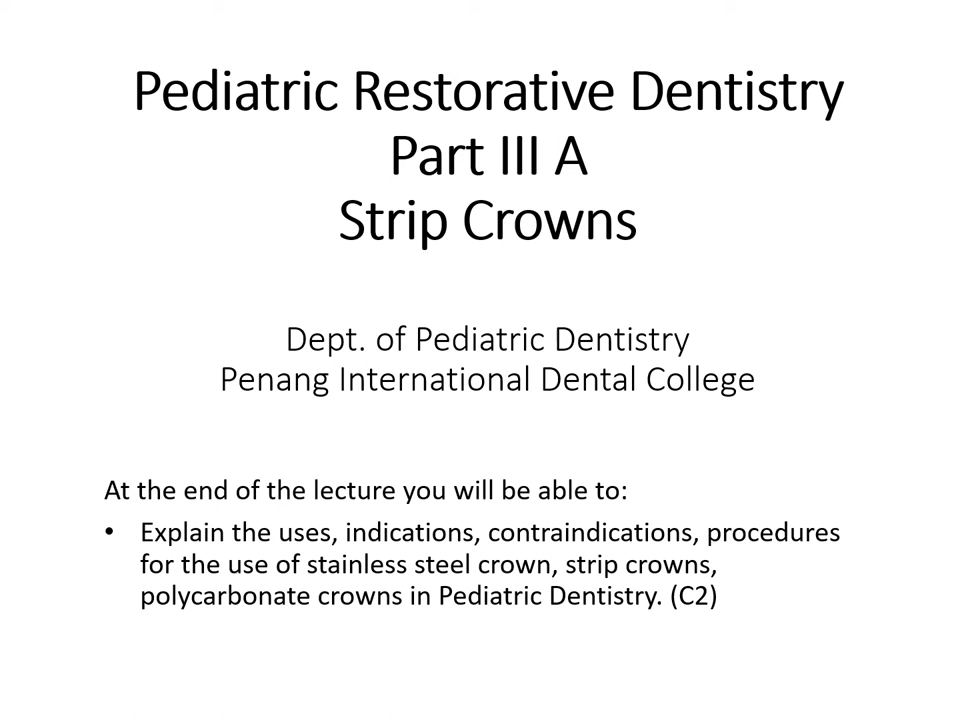 Pediatric Restorative Dentistry
Part III A
Strip Crowns
Dept. of Pediatric Dentistry
Penang International Dental College
At the end of the lecture you will be able to:
• Explain the uses, indications, contraindications, procedures
for the use of stainless steel crown, strip crowns,
polycarbonate crowns in Pediatric Dentistry. (C2)